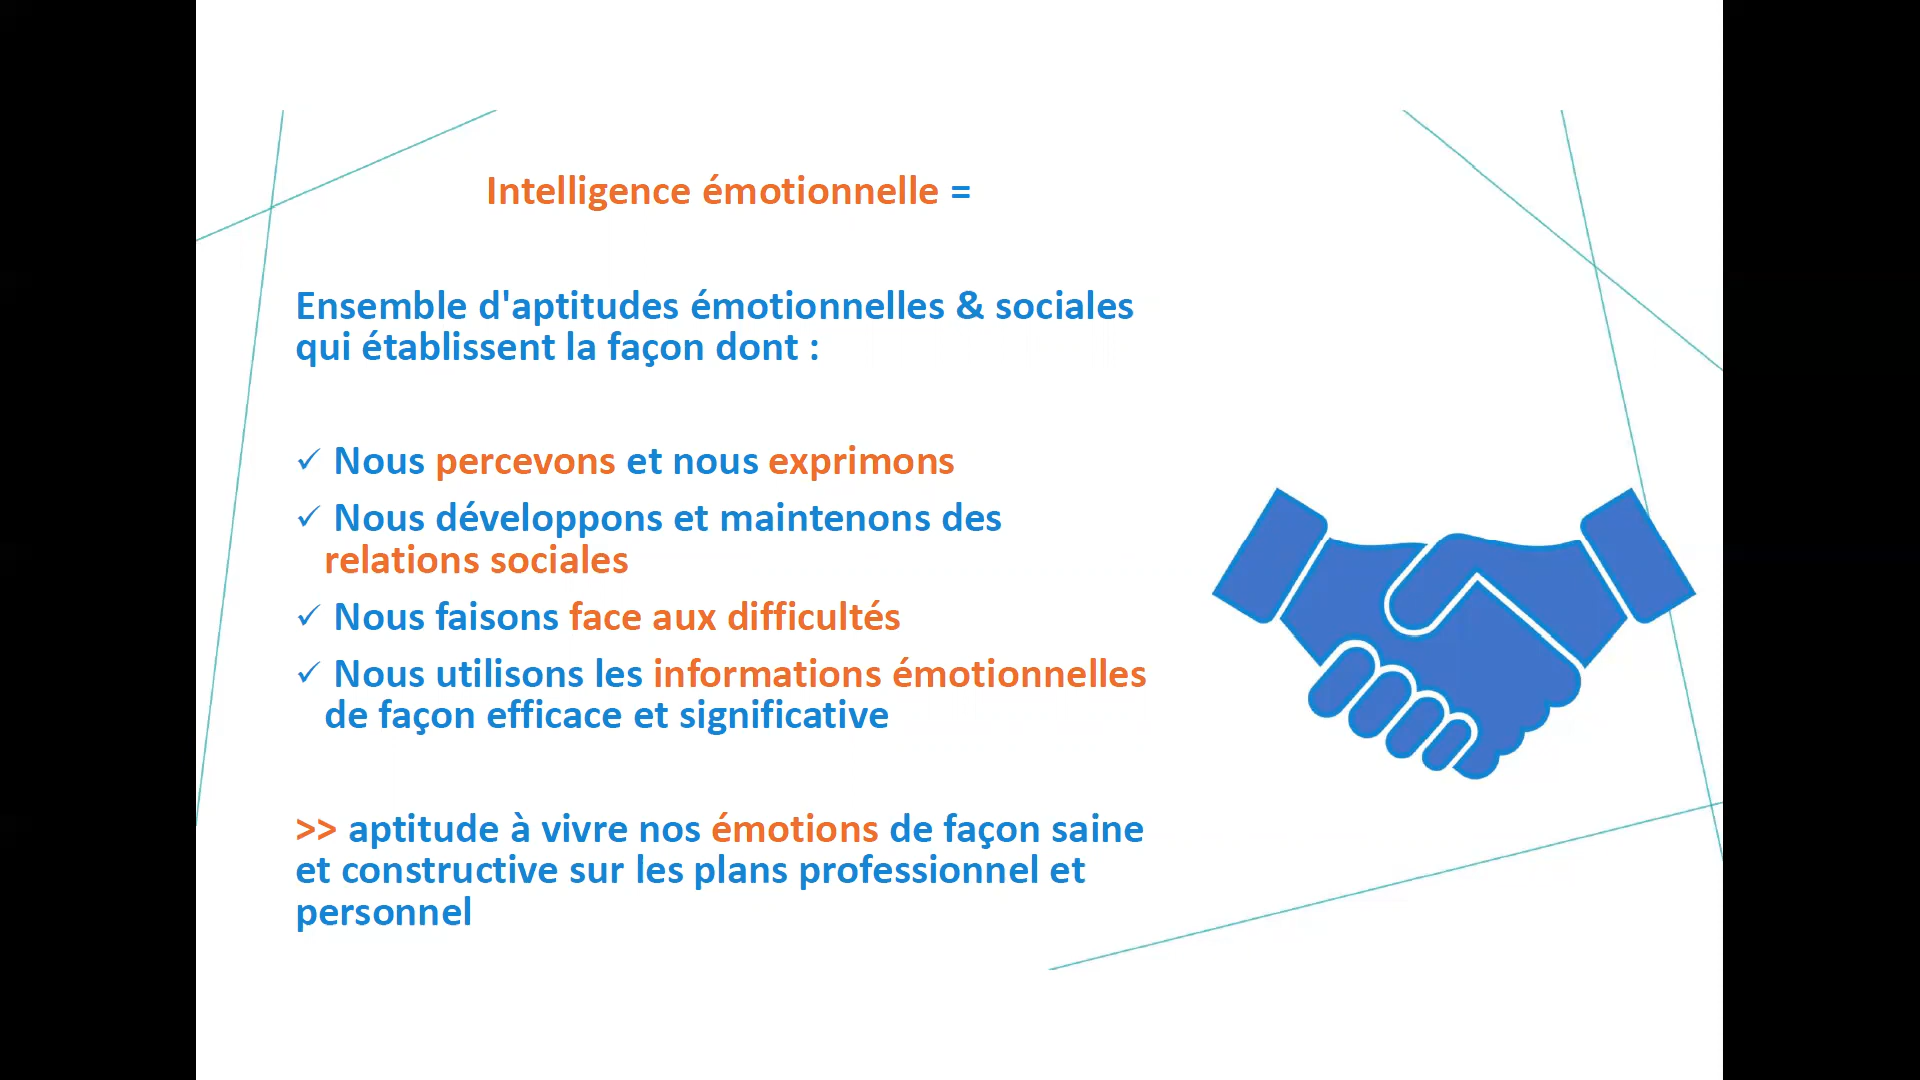 Intelligence émotionnelle =
Ensemble d'aptitudes émotionnelles & sociales
qui établissent la façon dont :
✓ Nous percevons et nous exprimons
✓ Nous développons et maintenons des
relations sociales
✓ Nous faisons face aux difficultés
✓ Nous utilisons les informations émotionnelles
de façon efficace et significative
>> aptitude à vivre nos émotions de façon saine
et constructive sur les plans professionnel et
personnel